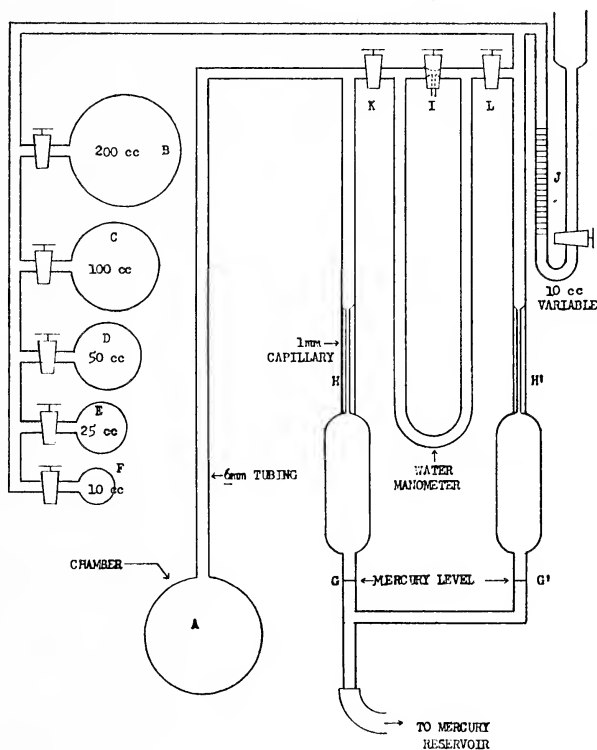 K
I
L
200 cc B
J
C
100 cc
10 cc
VARIABLE
1mm
CAPILLARY
D
50 cc
H
H'
E
25 cc
F
10 cc
WATER
MANOMETER
6mm TUBING
CHAMBER
G
MERCURY LEVEL
G'
A
TO MERCURY
RESERVOIR